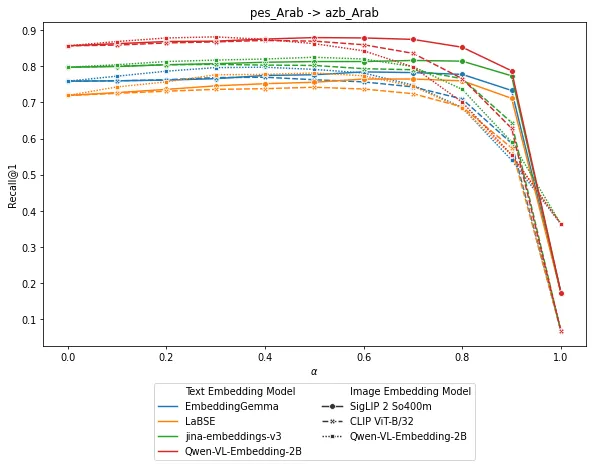 pes_Arab -> azb_Arab
0.9
0.8
0.7
0.6
0.5
0.4
0.3
0.2
0.1
Recall@1
0.0 0.2 0.4 0.6 0.8 1.0
α
Text Embedding Model Image Embedding Model
EmbeddingGemma SigLIP 2 So400m
LaBSE CLIP ViT-B/32
jina-embeddings-v3 Qwen-VL-Embedding-2B
Qwen-VL-Embedding-2B